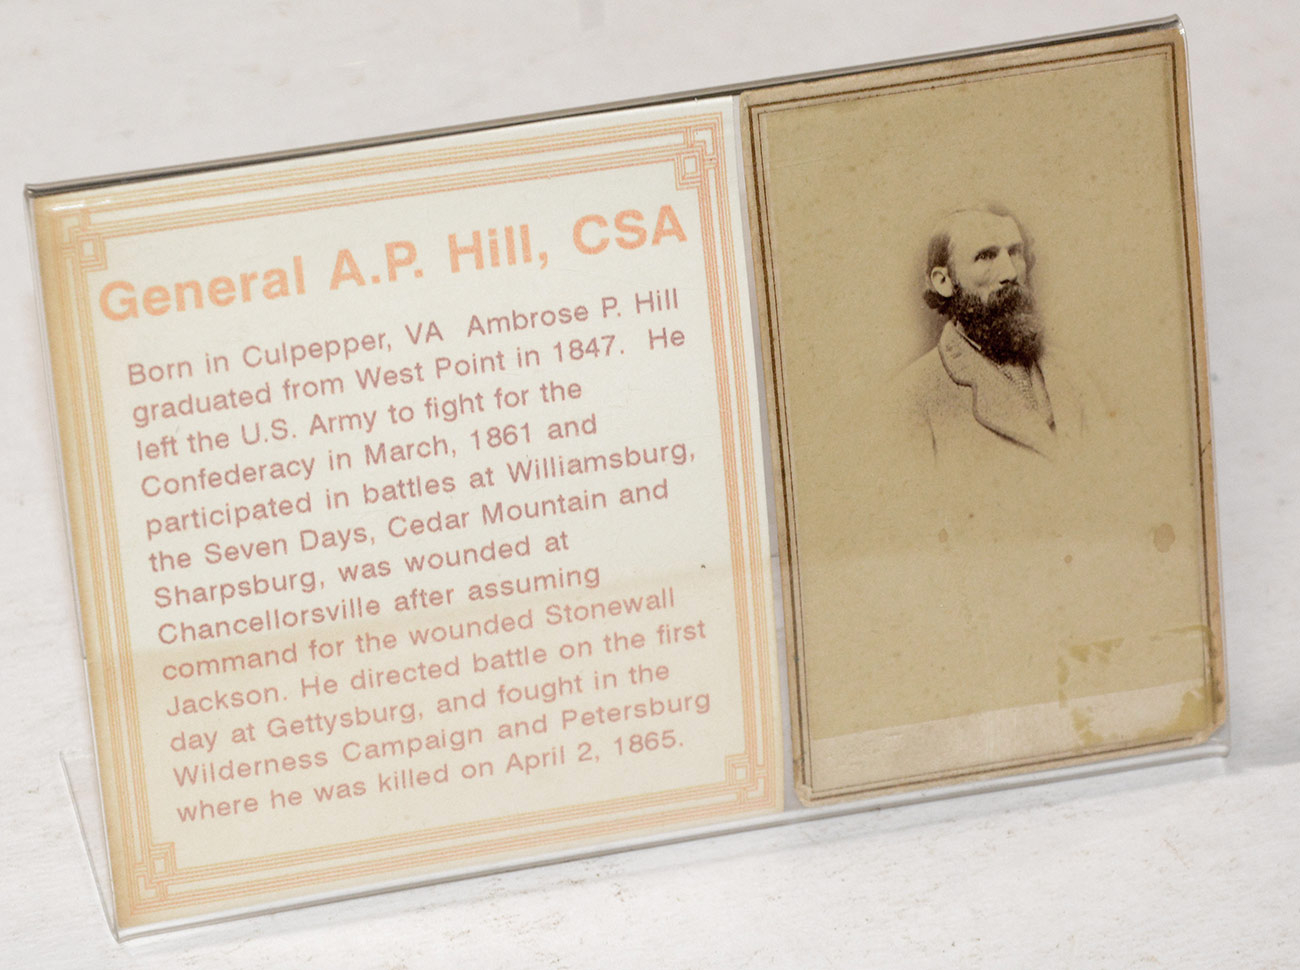 General A.P. Hill, CSA
Born in Culpepper, VA  Ambrose P. Hill
graduated from West Point in 1847.  He
left the U.S. Army to fight for the
Confederacy in March, 1861 and
participated in battles at Williamsburg,
the Seven Days, Cedar Mountain and
Sharpsburg, was wounded at
Chancellorsville after assuming
command for the wounded Stonewall
Jackson. He directed battle on the first
day at Gettysburg, and fought in the
Wilderness Campaign and Petersburg
where he was killed on April 2, 1865.